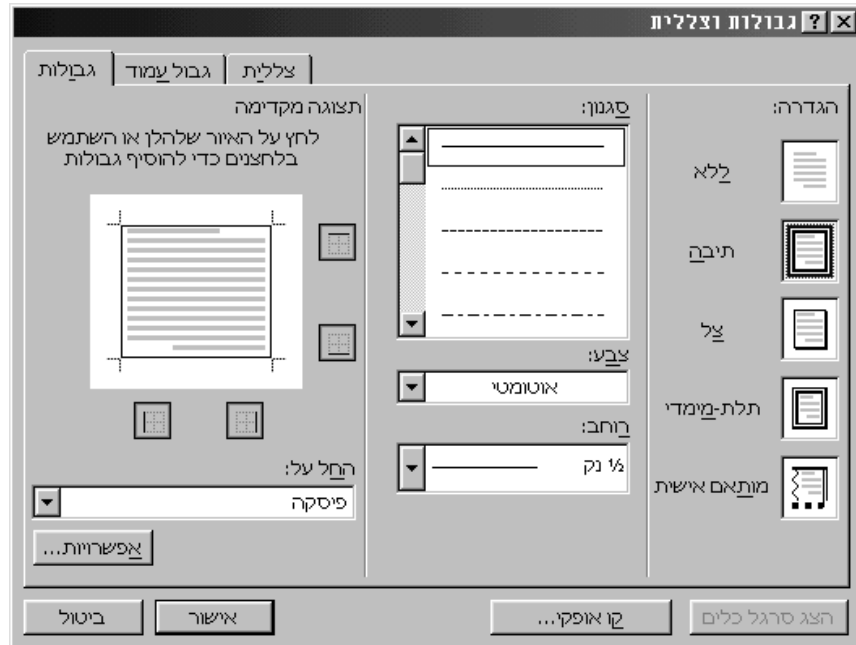 גבולות וצללית
צללית
גבול עמוד
גבולות
הגדרה:
ללא
תיבה
צל
תלת-מימדי
מותאם אישית
סגנון:
צבע:
אוטומטי
רוחב:
½ נק
תצוגה מקדימה
לחץ על האיור שלהלן או השתמש
בלחצנים כדי להוסיף גבולות
החל על:
פיסקה
אפשרויות...
הצג סרגל כלים
קו אופקי...
אישור
ביטול